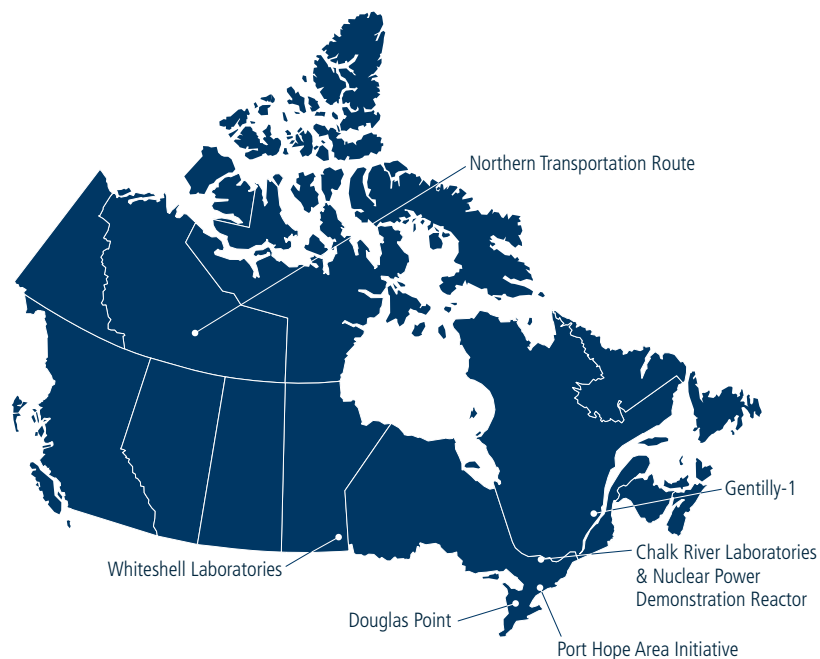 Northern Transportation Route
Gentilly-1
Chalk River Laboratories
& Nuclear Power
Demonstration Reactor
Whiteshell Laboratories
Douglas Point
Port Hope Area Initiative